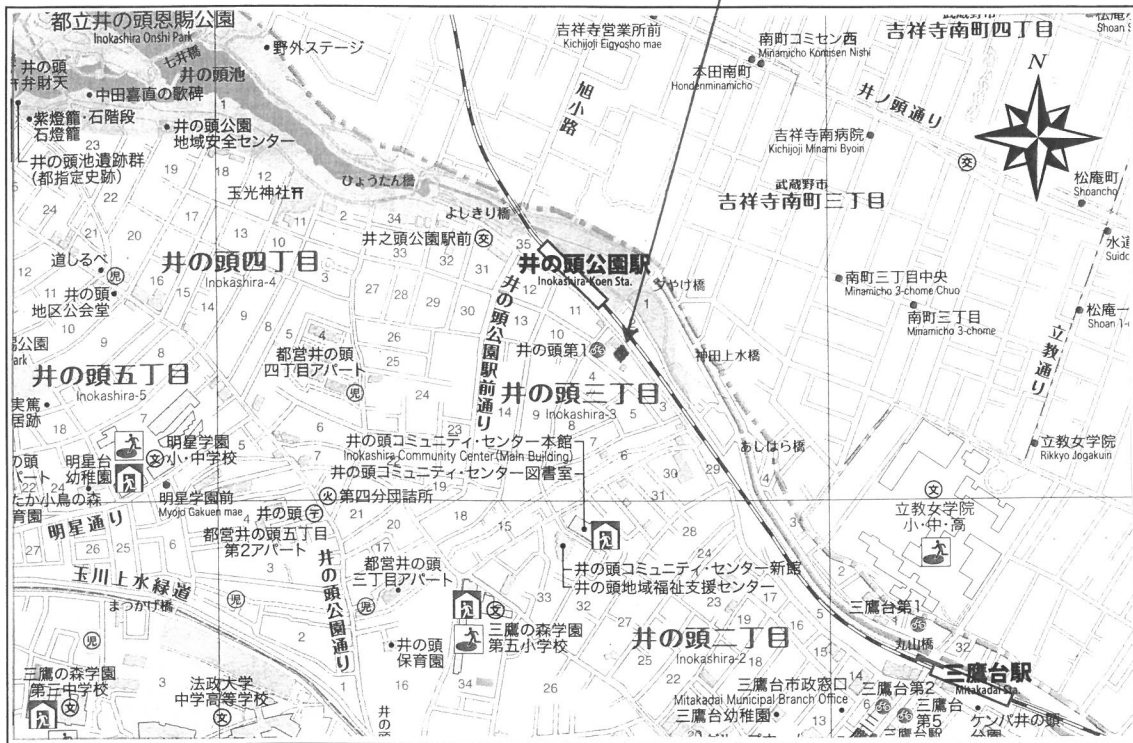 都立井の頭恩賜公園
Inokashira Onshi Park
七井橋
井の頭池
野外ステージ
井の頭
弁財天
中田喜直の歌碑
紫燈籠・石階段
石燈籠
井の頭公園
地域安全センター
井の頭池遺跡群
(都指定史跡)
ひょうたん橋
玉光神社
よしきり橋
井之頭公園駅前
交
吉祥寺営業所前
Kichijoji Eigyosho mae
旭小路
南町コミセン西
Minamicho Komisen Nishi
本田南町
Hondenminamicho
武蔵野市
吉祥寺南町四丁目
井ノ頭通り
N
吉祥寺南病院
Kichijoji Minami Byoin
交
松庵町
Shoancho
武蔵野市
吉祥寺南町三丁目
南町三丁目中央
Minamicho 3-chome Chuo
南町三丁目
Minamicho 3-chome
立教通り
立教女学院
Rikkyo Jogakuin
文
立教女学院
小・中・高
井の頭公園駅
Inokashira-Koen Sta.
夕やけ橋
神田上水橋
あしはら橋
井の頭四丁目
Inokashira-4
道しるべ
児
井の頭
地区公会堂
井の頭公園駅前通り
井の頭第1
井の頭三丁目
Inokashira-3
都営井の頭
四丁目アパート
児
井の頭五丁目
Inokashira-5
明星学園
小・中学校
文
明星台
幼稚園
明星学園前
Myojo Gakuen mae
明星通り
井の頭コミュニティ・センター本館
Inokashira Community Center(Main Building)
井の頭コミュニティ・センター図書室
火 第四分団詰所
井の頭
都営井の頭五丁目
第2アパート
井の頭公園通り
都営井の頭
三丁目アパート
児
井の頭コミュニティ・センター新館
井の頭地域福祉支援センター
玉川上水緑道
まつかげ橋
児
児
井の頭
保育園
文
三鷹の森学園
第五小学校
井の頭二丁目
Inokashira-2
三鷹台第1
丸山橋
三鷹台駅
Mitakadai Sta.
三鷹の森学園
第三中学校
文
法政大学
中学高等学校
文
三鷹台市政窓口
Mitakadai Municipal Branch Office
三鷹台幼稚園
三鷹台第2
三鷹台
第5